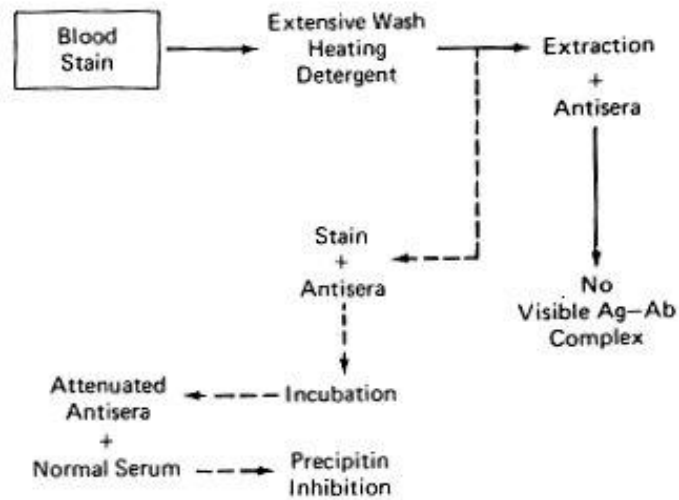 Blood
Stain
Extensive Wash
Heating
Detergent
Extraction
+
Antisera
No
Visible Ag–Ab
Complex
Stain
+
Antisera
Incubation
Attenuated
Antisera
+
Normal Serum
Precipitin
Inhibition